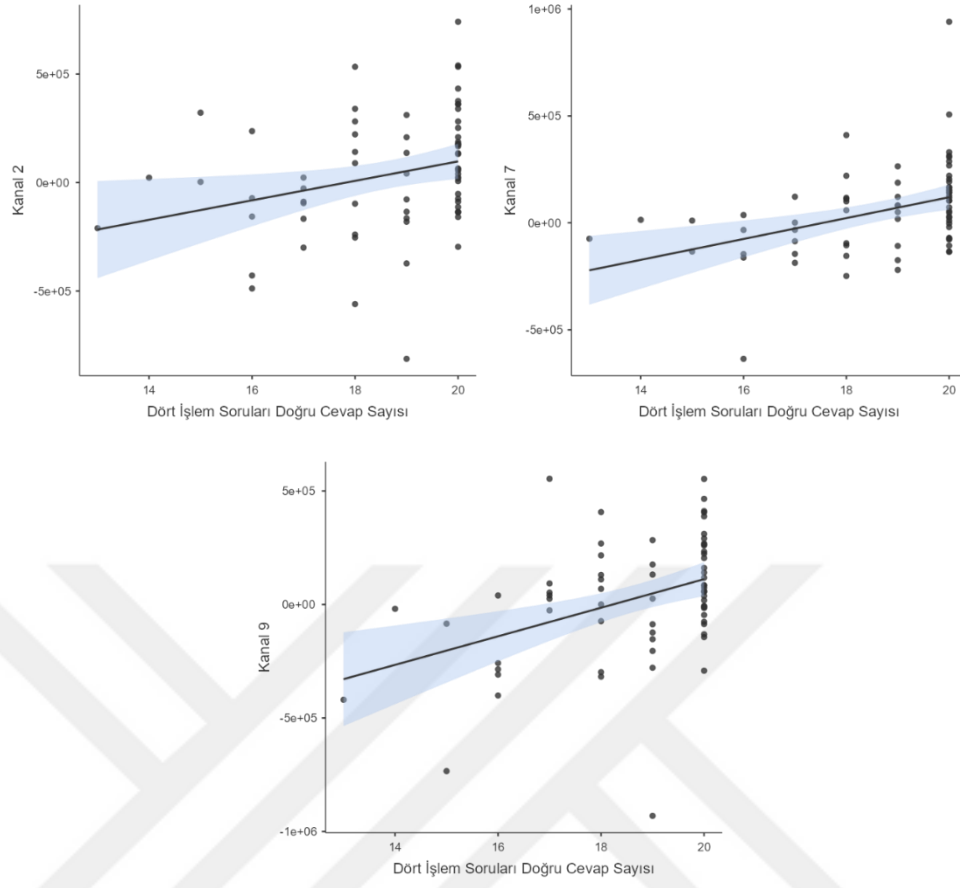 5e+05
0e+00
-5e+05
Kanal 2
14 16 18 20
Dört İşlem Soruları Doğru Cevap Sayısı
1e+06
5e+05
0e+00
-5e+05
Kanal 7
14 16 18 20
Dört İşlem Soruları Doğru Cevap Sayısı
5e+05
0e+00
-5e+05
-1e+06
Kanal 9
14 16 18 20
Dört İşlem Soruları Doğru Cevap Sayısı